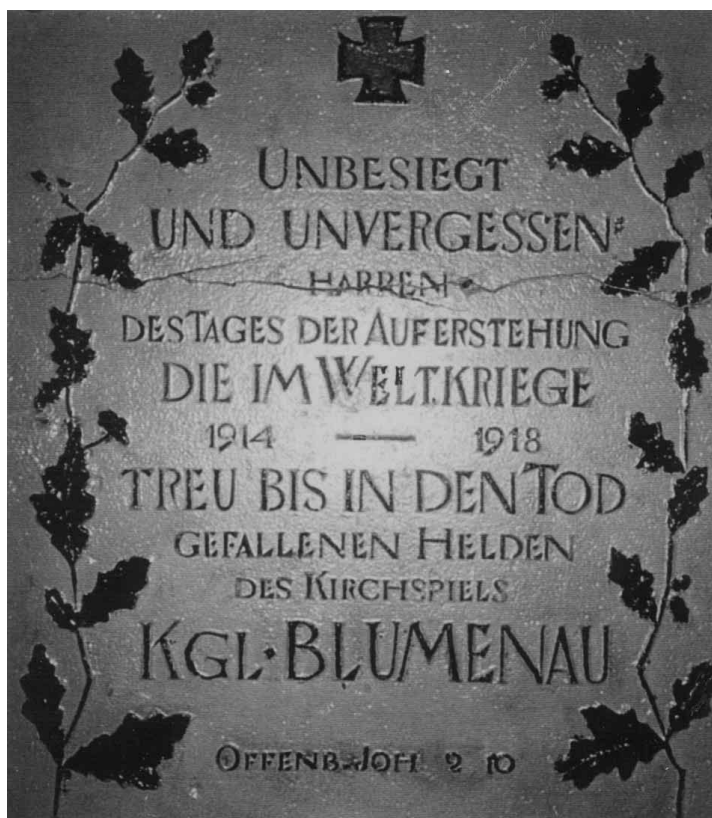 UNBESIEGT
UND UNVERGESSEN
HARREN
DES TAGES DER AUFERSTEHUNG
DIE IM WELTKRIEGE
1914 — 1918
TREU BIS IN DEN TOD
GEFALLENEN HELDEN
DES KIRCHSPIELS
KGL·BLUMENAU
OFFENB·JOH 2 10